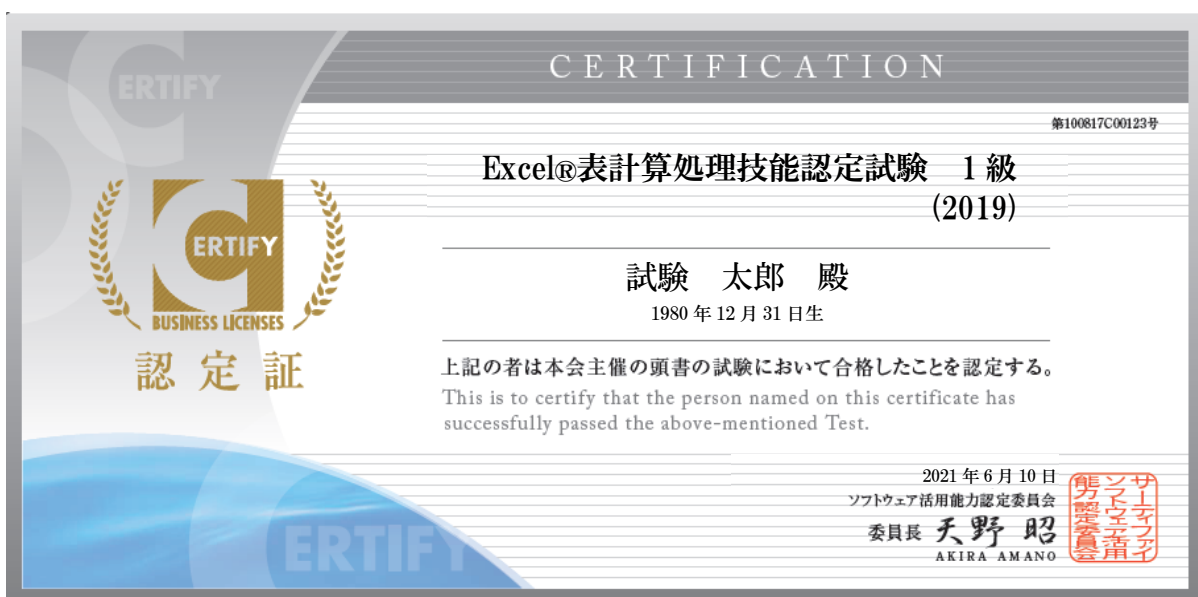 ERTIFY
CERTIFICATION
第100817C00123号
Excel®表計算処理技能認定試験　1級
(2019)
ERTIFY
BUSINESS LICENSES
認定証
試験　太郎　殿
1980年12月31日生
上記の者は本会主催の頭書の試験において合格したことを認定する。
This is to certify that the person named on this certificate has
successfully passed the above-mentioned Test.
2021年6月10日
ソフトウェア活用能力認定委員会
委員長 天野 昭
AKIRA AMANO
サーティファイ
ソフトウェア活用
能力認定委員会
ERTIFY